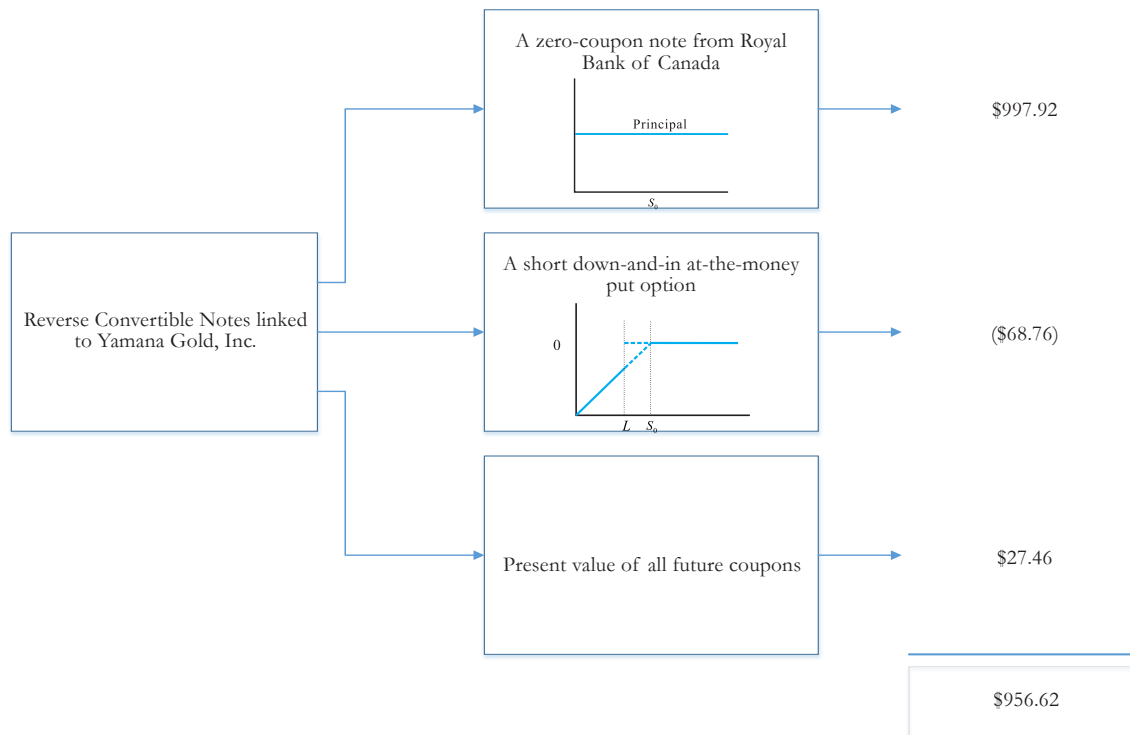 A zero-coupon note from Royal
Bank of Canada
Principal
S₀
$997.92
Reverse Convertible Notes linked
to Yamana Gold, Inc.
A short down-and-in at-the-money
put option
0
L S₀
($68.76)
Present value of all future coupons
$27.46
$956.62